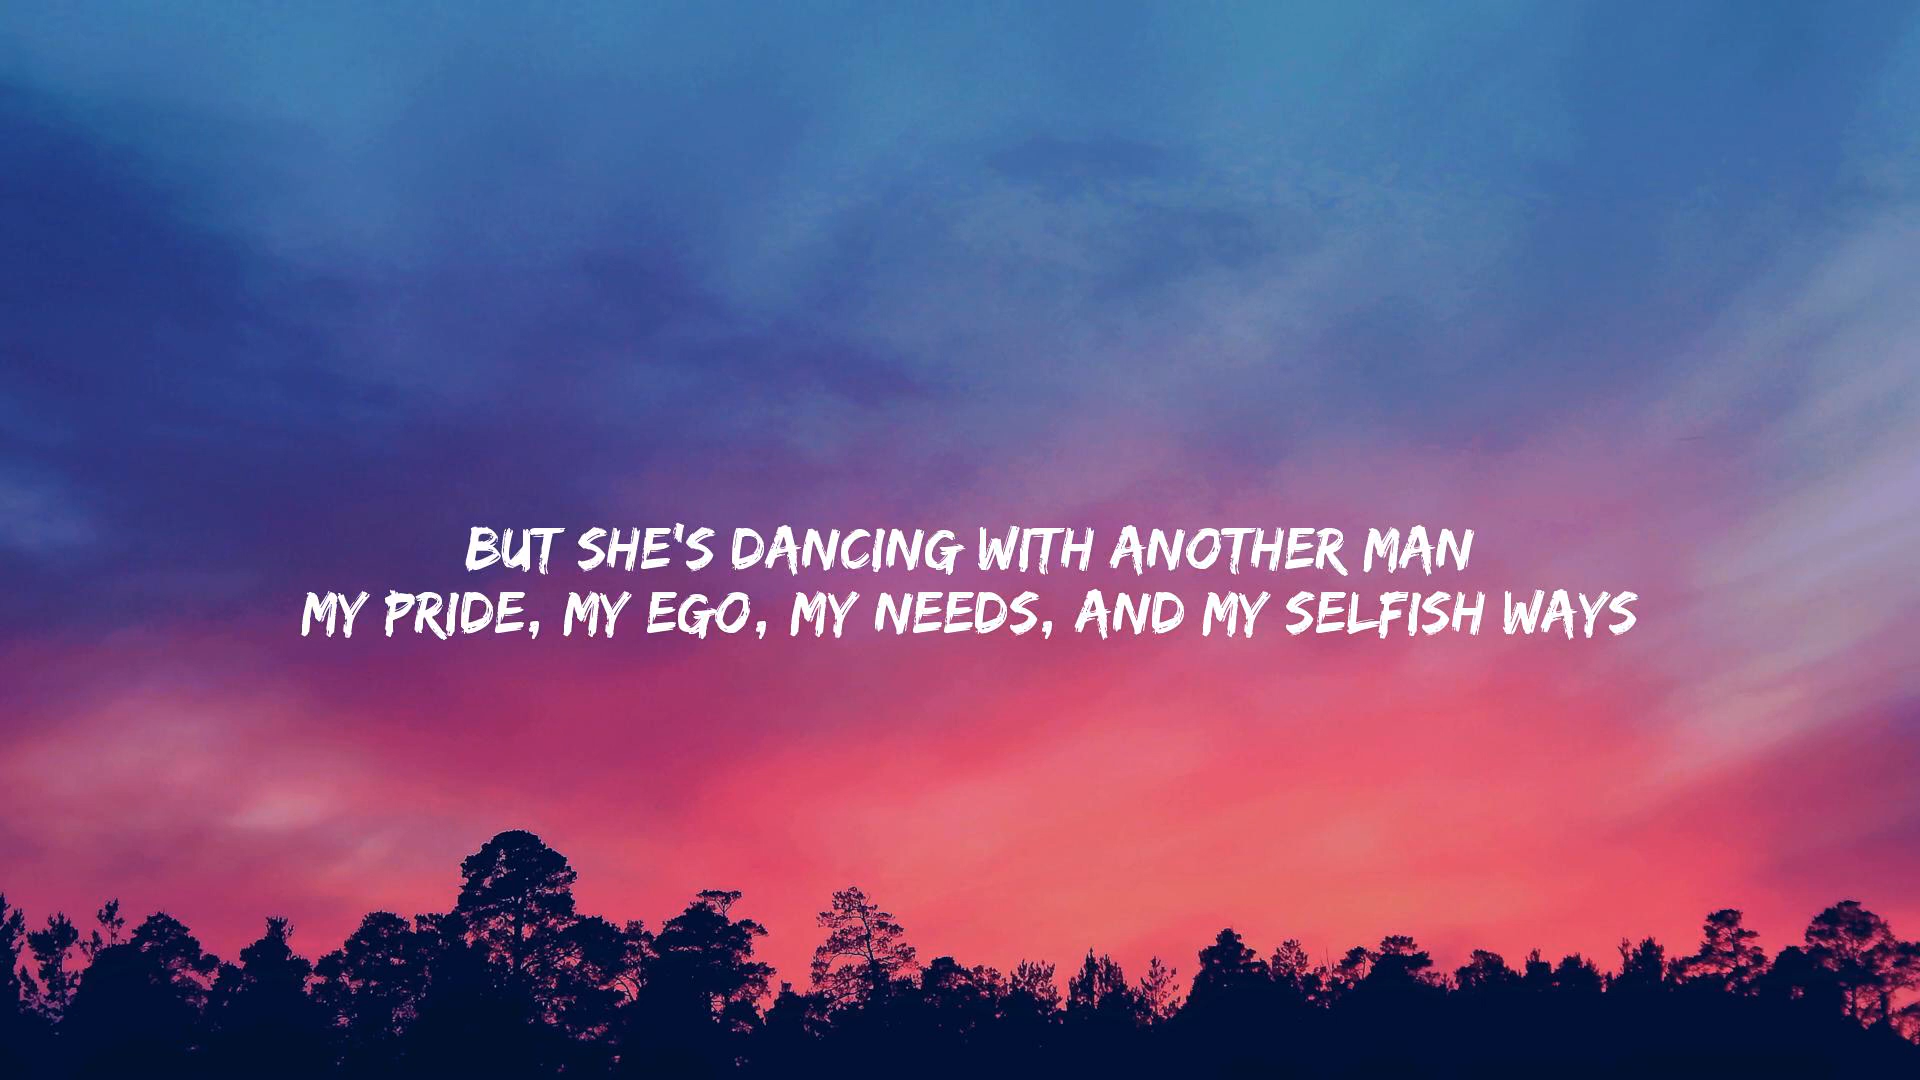 BUT SHE'S DANCING WITH ANOTHER MAN
MY PRIDE, MY EGO, MY NEEDS, AND MY SELFISH WAYS